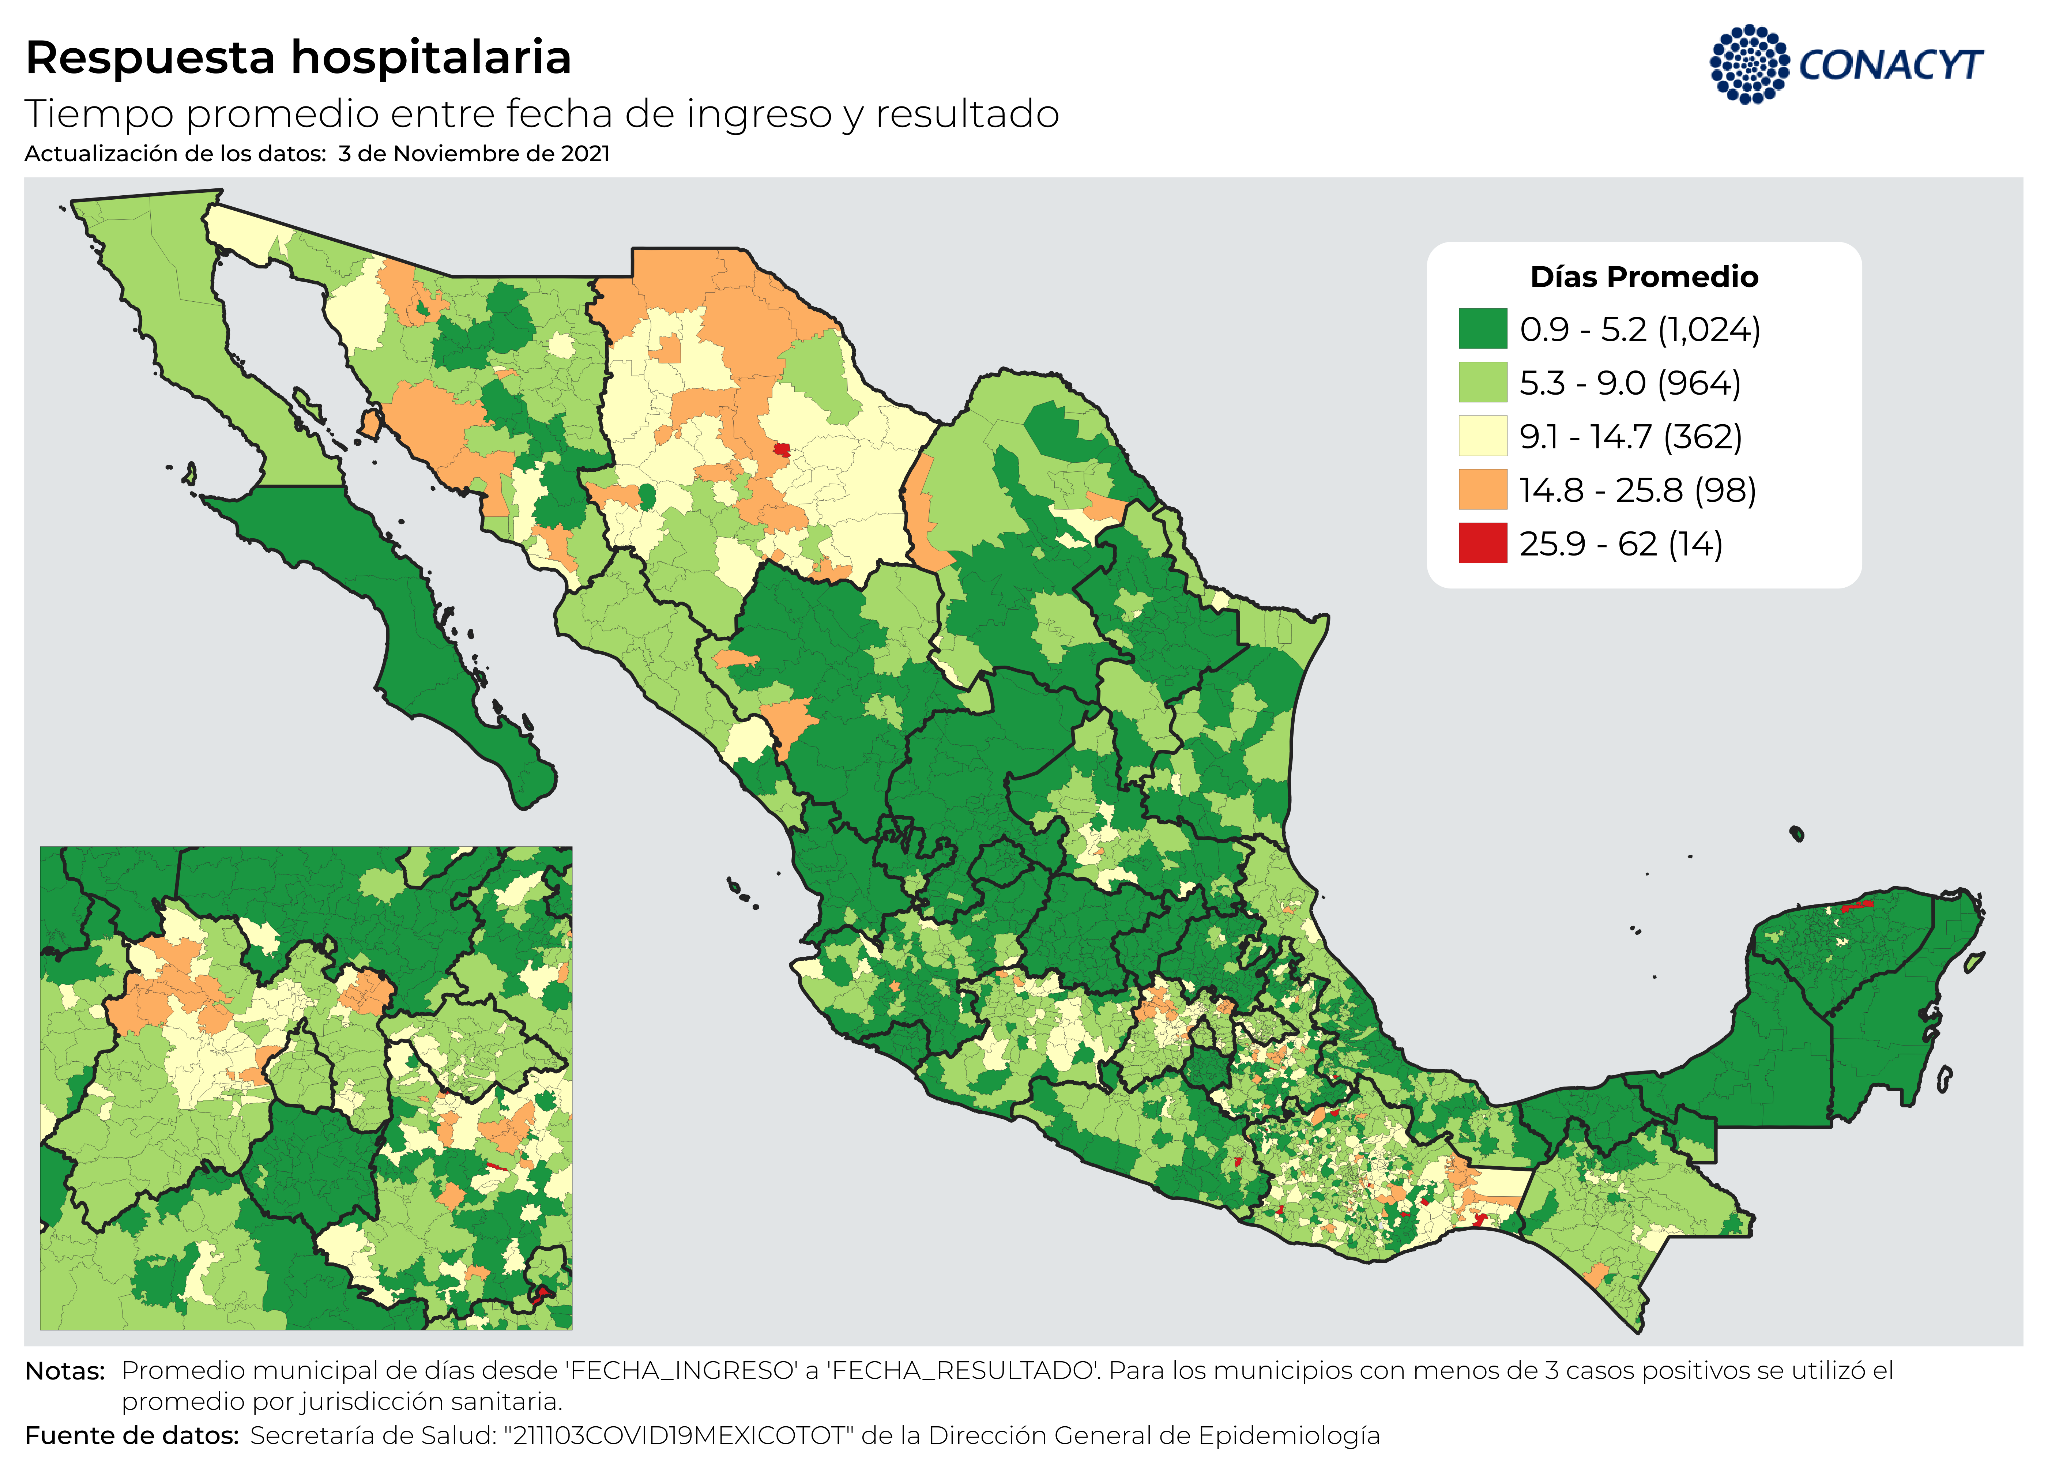 Respuesta hospitalaria
Tiempo promedio entre fecha de ingreso y resultado
Actualización de los datos: 3 de Noviembre de 2021
CONACYT
Días Promedio
0.9 - 5.2 (1,024)
5.3 - 9.0 (964)
9.1 - 14.7 (362)
14.8 - 25.8 (98)
25.9 - 62 (14)
Notas: Promedio municipal de días desde 'FECHA_INGRESO' a 'FECHA_RESULTADO'. Para los municipios con menos de 3 casos positivos se utilizó el
promedio por jurisdicción sanitaria.
Fuente de datos: Secretaría de Salud: "211103COVID19MEXICOTOT" de la Dirección General de Epidemiología